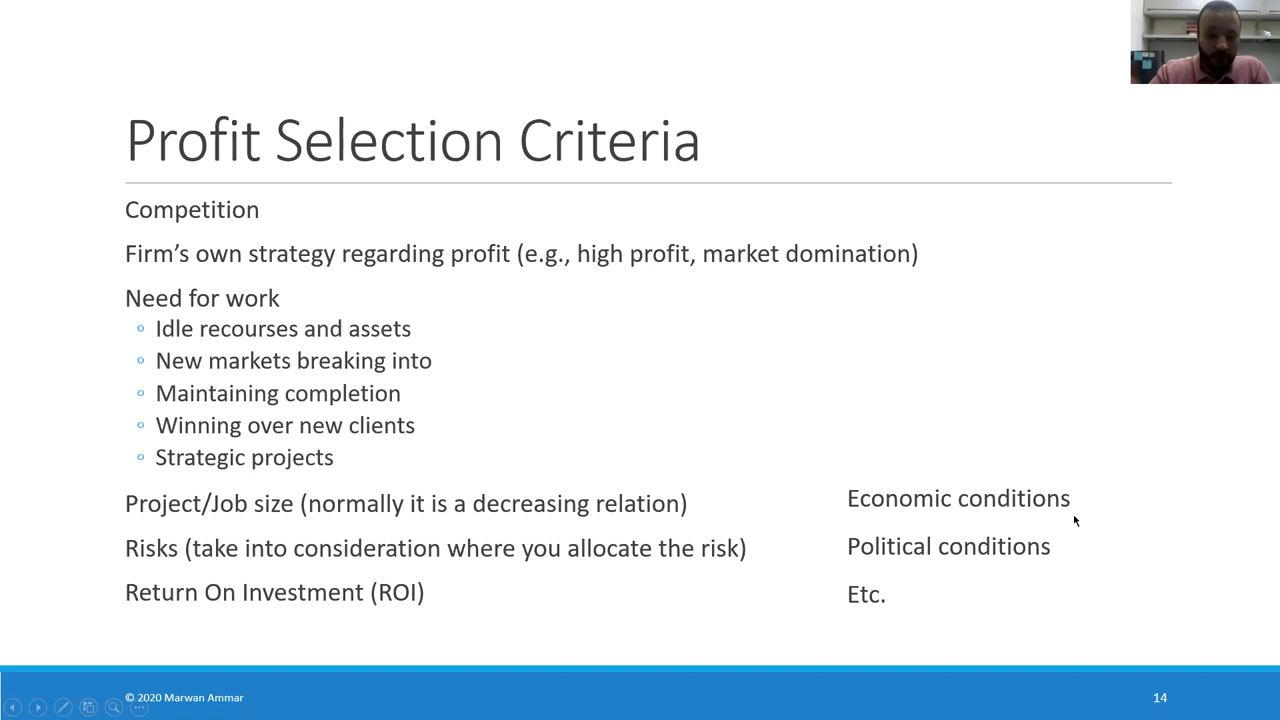 Profit Selection Criteria
Competition
Firm’s own strategy regarding profit (e.g., high profit, market domination)
Need for work
Idle recourses and assets
New markets breaking into
Maintaining completion
Winning over new clients
Strategic projects
Project/Job size (normally it is a decreasing relation)
Risks (take into consideration where you allocate the risk)
Return On Investment (ROI)
Economic conditions
Political conditions
Etc.
© 2020 Marwan Ammar
14